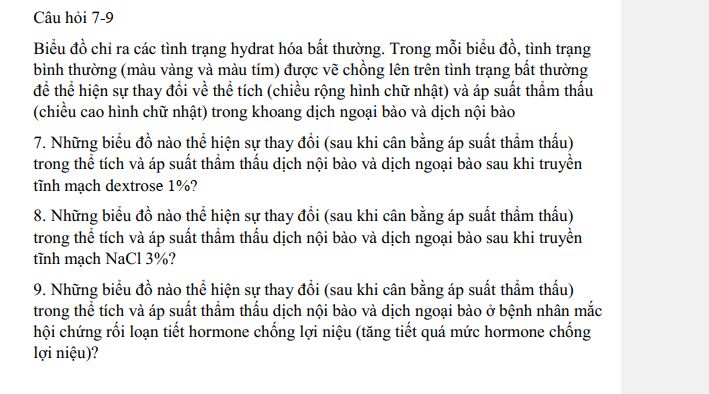 Câu hỏi 7-9
Biểu đồ chỉ ra các tình trạng hydrat hóa bất thường. Trong mỗi biểu đồ, tình trạng
bình thường (màu vàng và màu tím) được vẽ chồng lên trên tình trạng bất thường
để thể hiện sự thay đổi về thể tích (chiều rộng hình chữ nhật) và áp suất thẩm thấu
(chiều cao hình chữ nhật) trong khoang dịch ngoại bào và dịch nội bào
7. Những biểu đồ nào thể hiện sự thay đổi (sau khi cân bằng áp suất thẩm thấu)
trong thể tích và áp suất thẩm thấu dịch nội bào và dịch ngoại bào sau khi truyền
tĩnh mạch dextrose 1%?
8. Những biểu đồ nào thể hiện sự thay đổi (sau khi cân bằng áp suất thẩm thấu)
trong thể tích và áp suất thẩm thấu dịch nội bào và dịch ngoại bào sau khi truyền
tĩnh mạch NaCl 3%?
9. Những biểu đồ nào thể hiện sự thay đổi (sau khi cân bằng áp suất thẩm thấu)
trong thể tích và áp suất thẩm thấu dịch nội bào và dịch ngoại bào ở bệnh nhân mắc
hội chứng rối loạn tiết hormone chống lợi niệu (tăng tiết quá mức hormone chống
lợi niệu)?